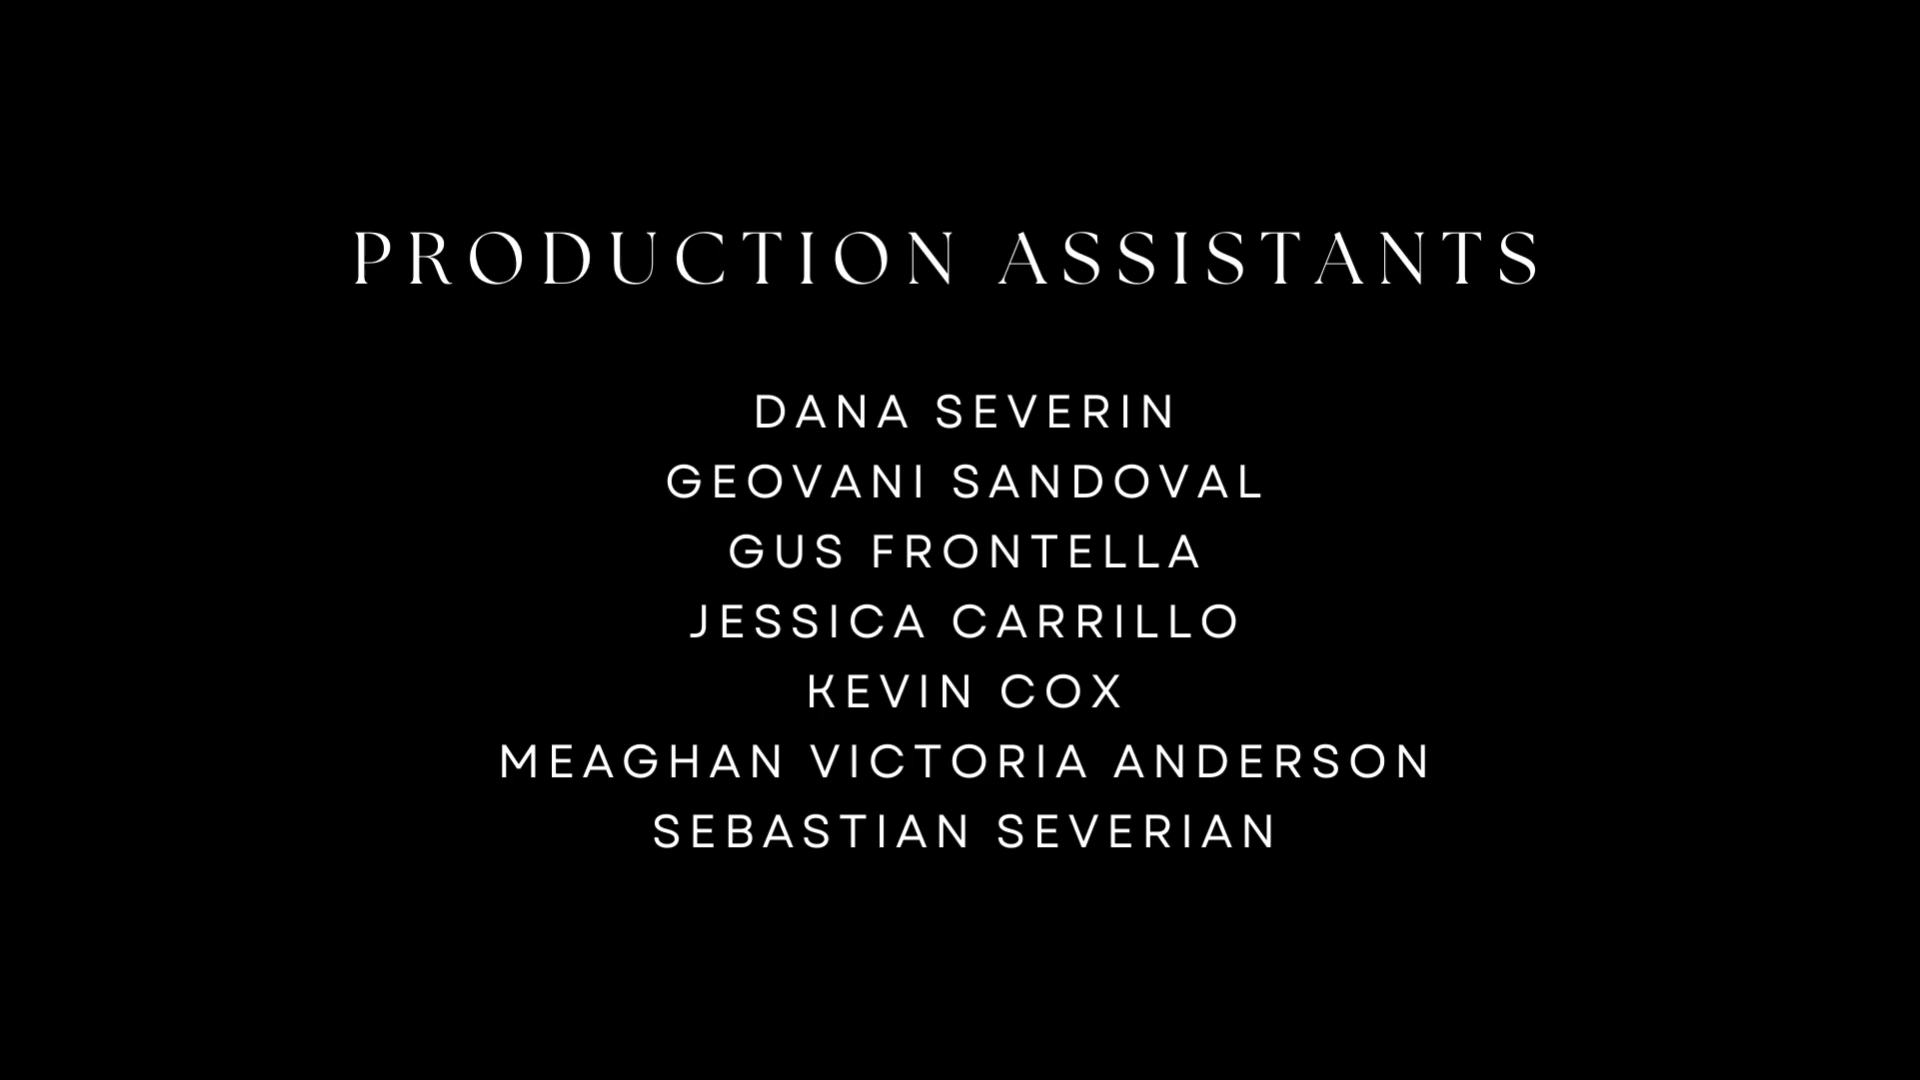 PRODUCTION ASSISTANTS
DANA SEVERIN
GEOVANI SANDOVAL
GUS FRONTELLA
JESSICA CARRILLO
KEVIN COX
MEAGHAN VICTORIA ANDERSON
SEBASTIAN SEVERIAN